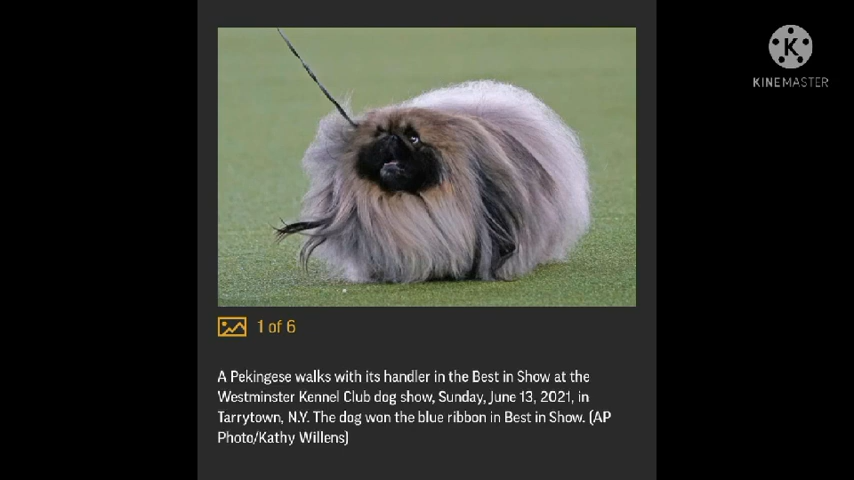 KINEMASTER
1 of 6
A Pekingese walks with its handler in the Best in Show at the
Westminster Kennel Club dog show, Sunday, June 13, 2021, in
Tarrytown, N.Y. The dog won the blue ribbon in Best in Show. (AP
Photo/Kathy Willens)